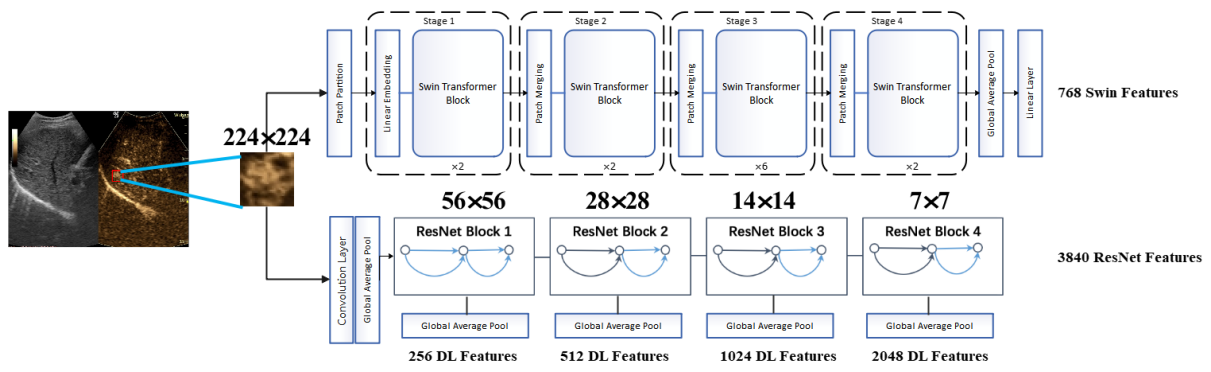 Stage 1
Stage 2
Stage 3
Stage 4
Patch Partition
Linear Embedding
Swin Transformer
Block
×2
Patch Merging
Swin Transformer
Block
×2
Patch Merging
Swin Transformer
Block
×6
Patch Merging
Swin Transformer
Block
×2
Global Average Pool
Linear Layer
768 Swin Features
224×224
56×56
28×28
14×14
7×7
Convolution Layer
Global Average Pool
ResNet Block 1
ResNet Block 2
ResNet Block 3
ResNet Block 4
3840 ResNet Features
Global Average Pool
Global Average Pool
Global Average Pool
Global Average Pool
256 DL Features
512 DL Features
1024 DL Features
2048 DL Features